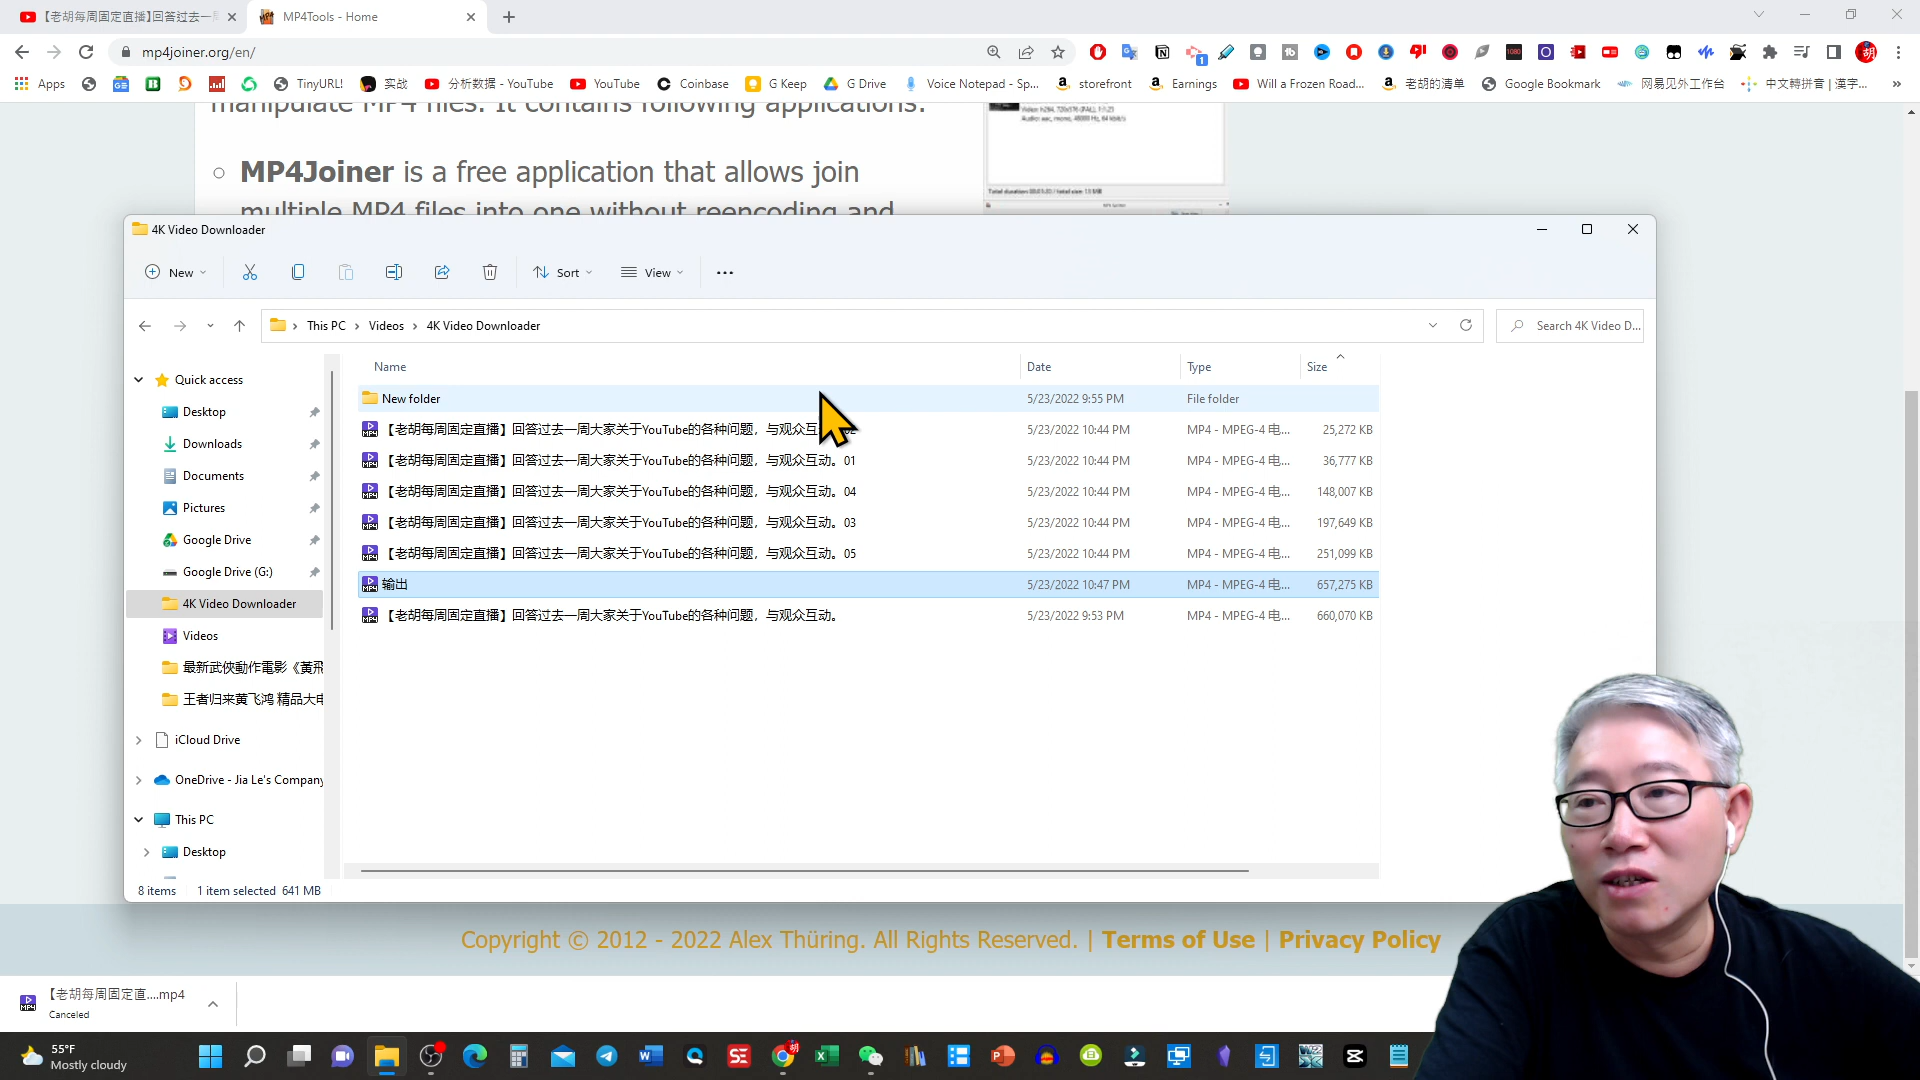 【老胡每周固定直播】回答过去一
MP4Tools - Home
mp4joiner.org/en/
Apps
TinyURL!
实战
分析数据 - YouTube
YouTube
Coinbase
G Keep
G Drive
Voice Notepad - Sp...
storefront
Earnings
Will a Frozen Road...
老胡的清单
Google Bookmark
网易见外工作台
中文轉拼音 | 漢字...
manipulate MP4 files. It contains following applications:
MP4Joiner is a free application that allows join
multiple MP4 files into one without reencoding and
4K Video Downloader
New
Sort
View
This PC
Videos
4K Video Downloader
Search 4K Video D...
Name
Date
Type
Size
Quick access
Desktop
Downloads
Documents
Pictures
Google Drive
Google Drive (G:)
4K Video Downloader
Videos
最新武俠動作電影《黃飛
王者归来黄飞鸿 精品大电
iCloud Drive
OneDrive - Jia Le's Company
This PC
Desktop
New folder 5/23/2022 9:55 PM File folder
【老胡每周固定直播】回答过去一周大家关于YouTube的各种问题，与观众互 5/23/2022 10:44 PM MP4 - MPEG-4 电... 25,272 KB
【老胡每周固定直播】回答过去一周大家关于YouTube的各种问题，与观众互动。01 5/23/2022 10:44 PM MP4 - MPEG-4 电... 36,777 KB
【老胡每周固定直播】回答过去一周大家关于YouTube的各种问题，与观众互动。04 5/23/2022 10:44 PM MP4 - MPEG-4 电... 148,007 KB
【老胡每周固定直播】回答过去一周大家关于YouTube的各种问题，与观众互动。03 5/23/2022 10:44 PM MP4 - MPEG-4 电... 197,649 KB
【老胡每周固定直播】回答过去一周大家关于YouTube的各种问题，与观众互动。05 5/23/2022 10:44 PM MP4 - MPEG-4 电... 251,099 KB
输出 5/23/2022 10:47 PM MP4 - MPEG-4 电... 657,275 KB
【老胡每周固定直播】回答过去一周大家关于YouTube的各种问题，与观众互动。 5/23/2022 9:53 PM MP4 - MPEG-4 电... 660,070 KB
8 items 1 item selected 641 MB
Copyright © 2012 - 2022 Alex Thüring. All Rights Reserved. | Terms of Use | Privacy Policy
【老胡每周固定直....mp4
Canceled
55°F
Mostly cloudy